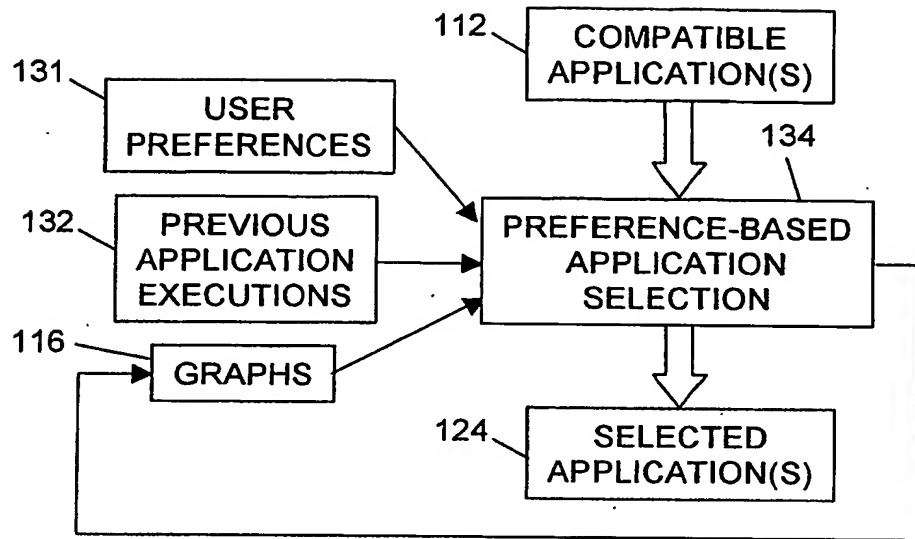 112
COMPATIBLE
APPLICATION(S)
131
USER
PREFERENCES
134
132
PREVIOUS
APPLICATION
EXECUTIONS
PREFERENCE-BASED
APPLICATION
SELECTION
116
GRAPHS
124
SELECTED
APPLICATION(S)